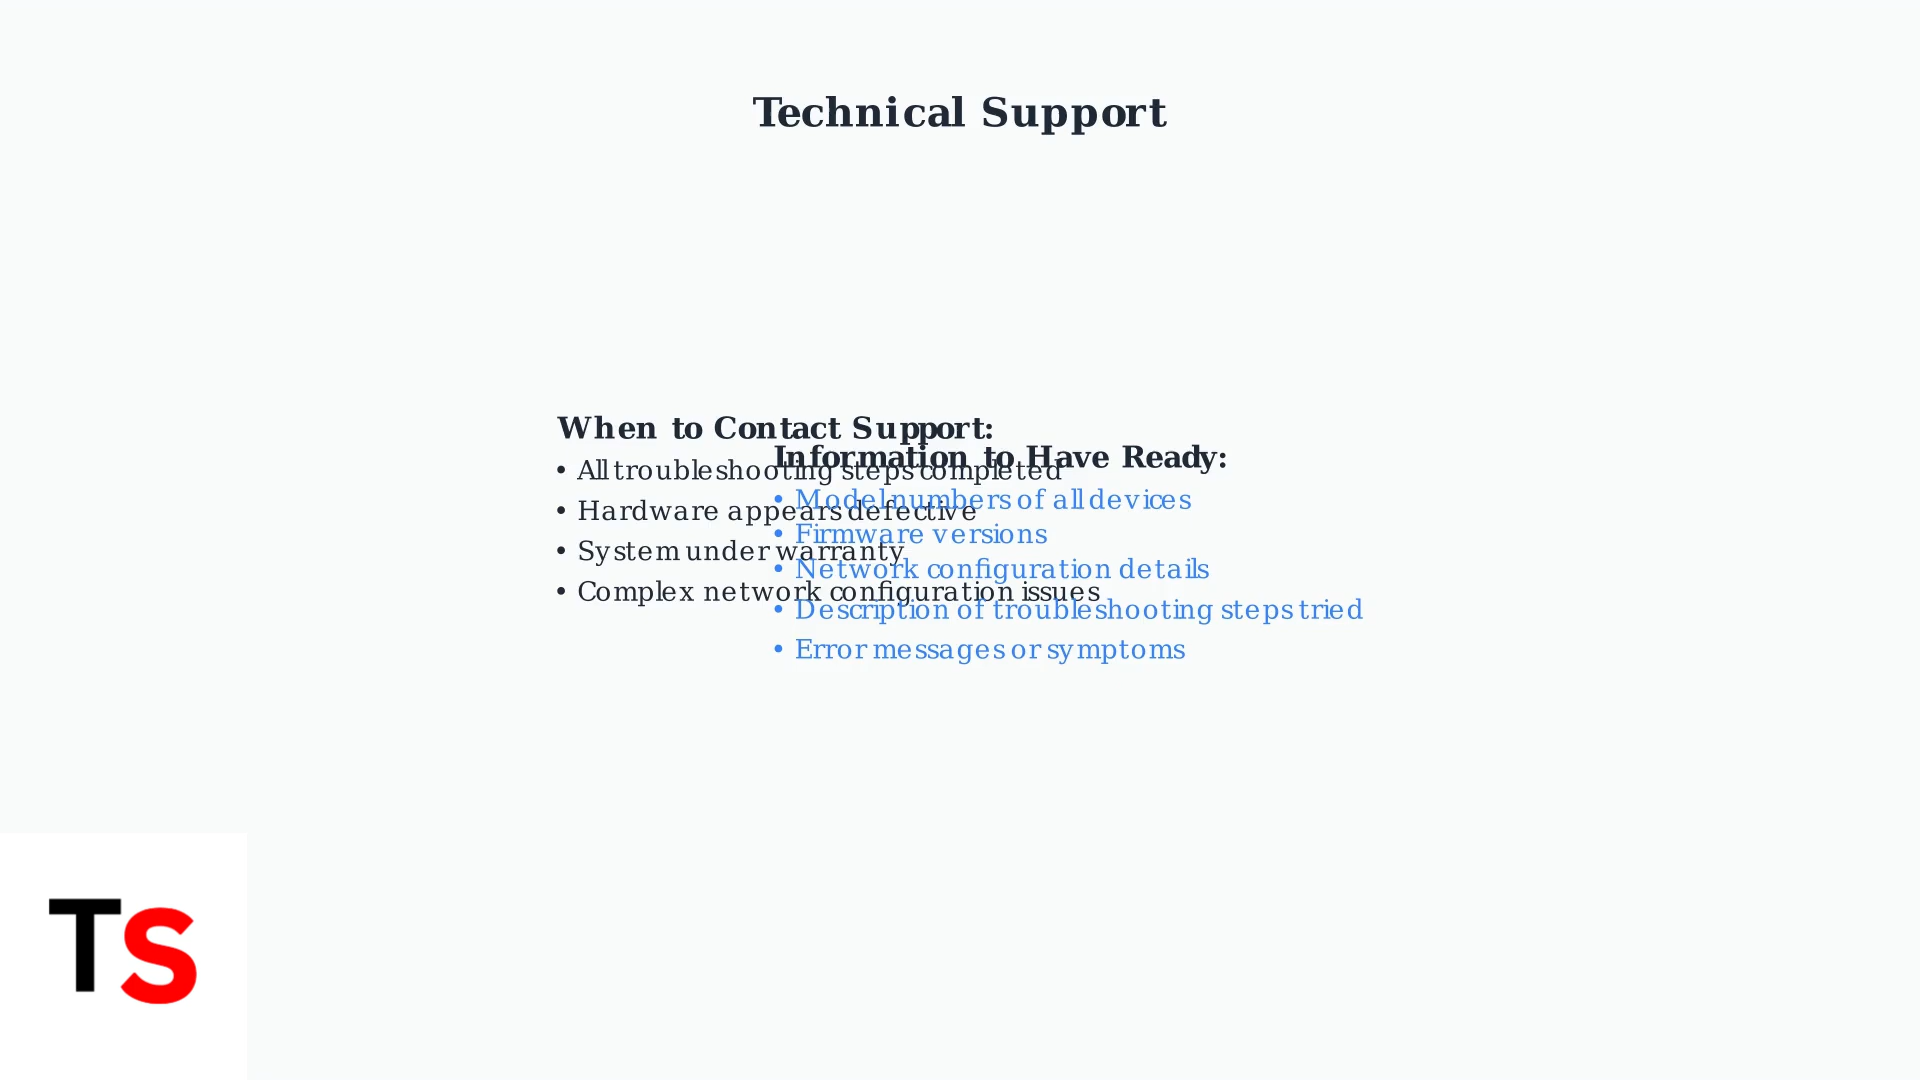 Technical Support
When to Contact Support:
• All troubleshooting steps completed
• Hardware appears defective
• System under warranty
• Complex network configuration issues
Information to Have Ready:
• Model numbers of all devices
• Firmware versions
• Network configuration details
• Description of troubleshooting steps tried
• Error messages or symptoms
TS